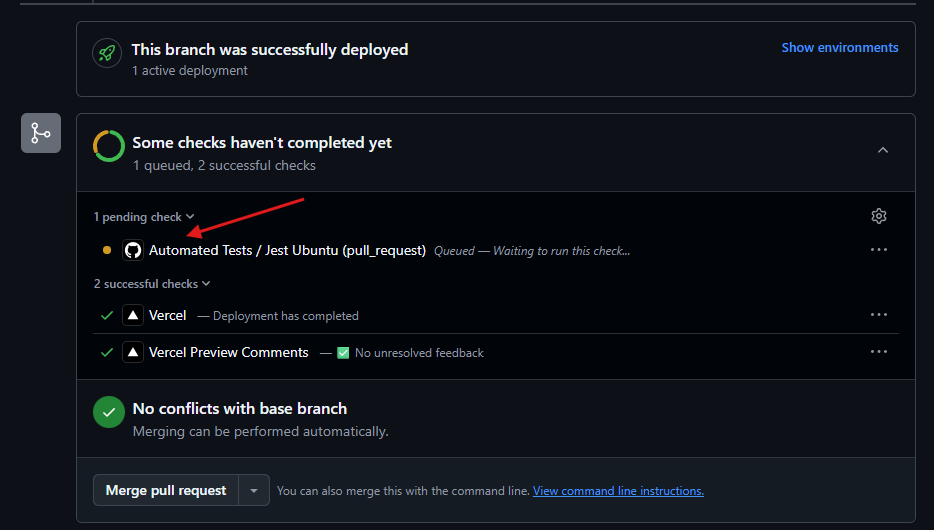 This branch was successfully deployed
Show environments
1 active deployment
Some checks haven't completed yet
1 queued, 2 successful checks
1 pending check
Automated Tests / Jest Ubuntu (pull_request) Queued — Waiting to run this check...
2 successful checks
Vercel — Deployment has completed
Vercel Preview Comments — ✅ No unresolved feedback
No conflicts with base branch
Merging can be performed automatically.
Merge pull request You can also merge this with the command line. View command line instructions.